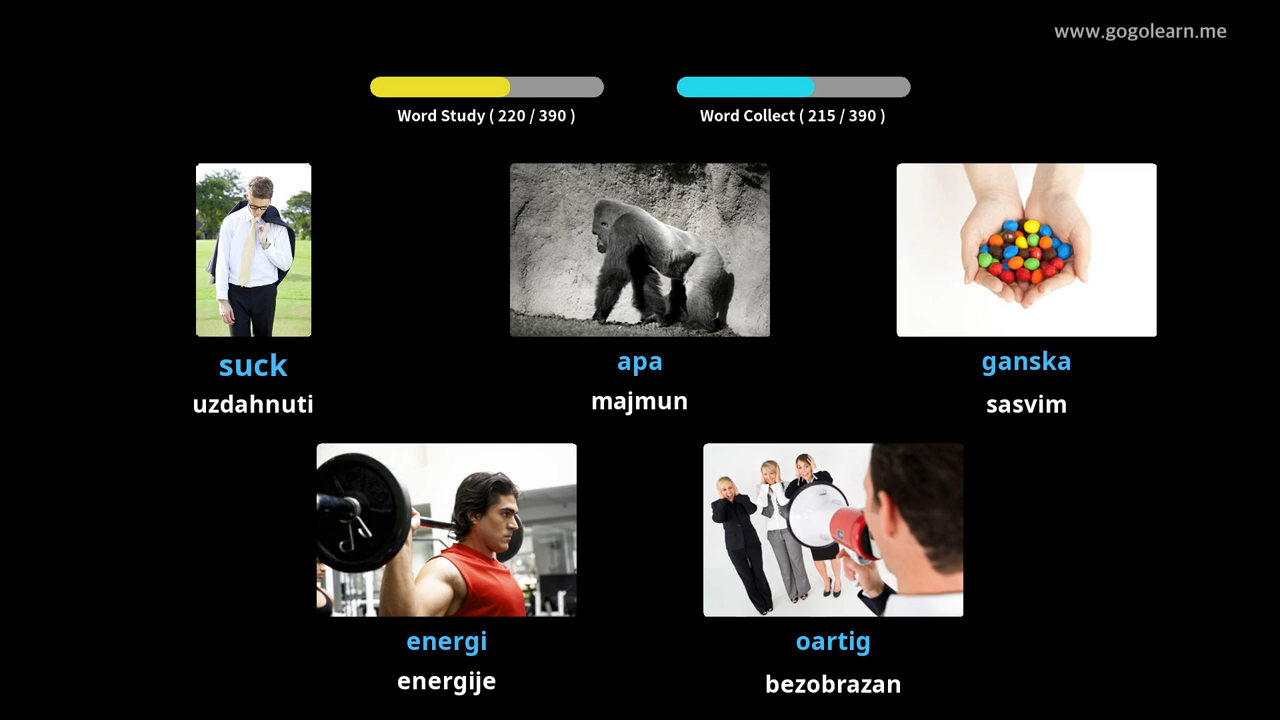 www.gogolearn.me
Word Study ( 220 / 390 )
Word Collect ( 215 / 390 )
suck
uzdahnuti
apa
majmun
ganska
sasvim
energi
energije
oartig
bezobrazan